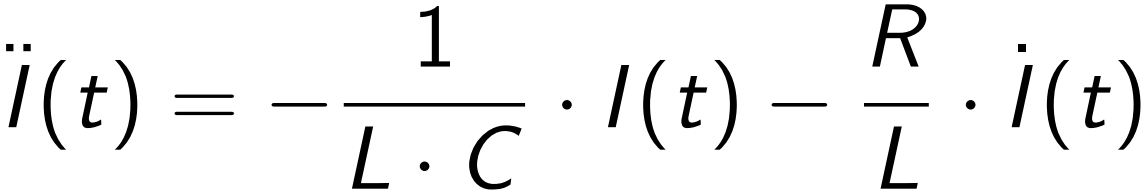 Ï(t) = − 1/(L·C) · I(t) − R/L · İ(t)